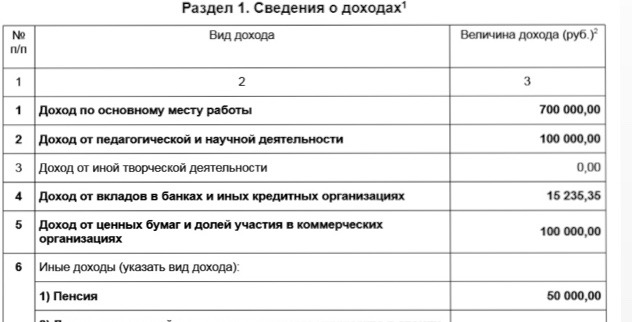 Раздел 1. Сведения о доходах¹
№ п/п Вид дохода Величина дохода (руб.)²
1 2 3
1 Доход по основному месту работы 700 000,00
2 Доход от педагогической и научной деятельности 100 000,00
3 Доход от иной творческой деятельности 0,00
4 Доход от вкладов в банках и иных кредитных организациях 15 235,35
5 Доход от ценных бумаг и долей участия в коммерческих
организациях 100 000,00
6 Иные доходы (указать вид дохода):
1) Пенсия 50 000,00